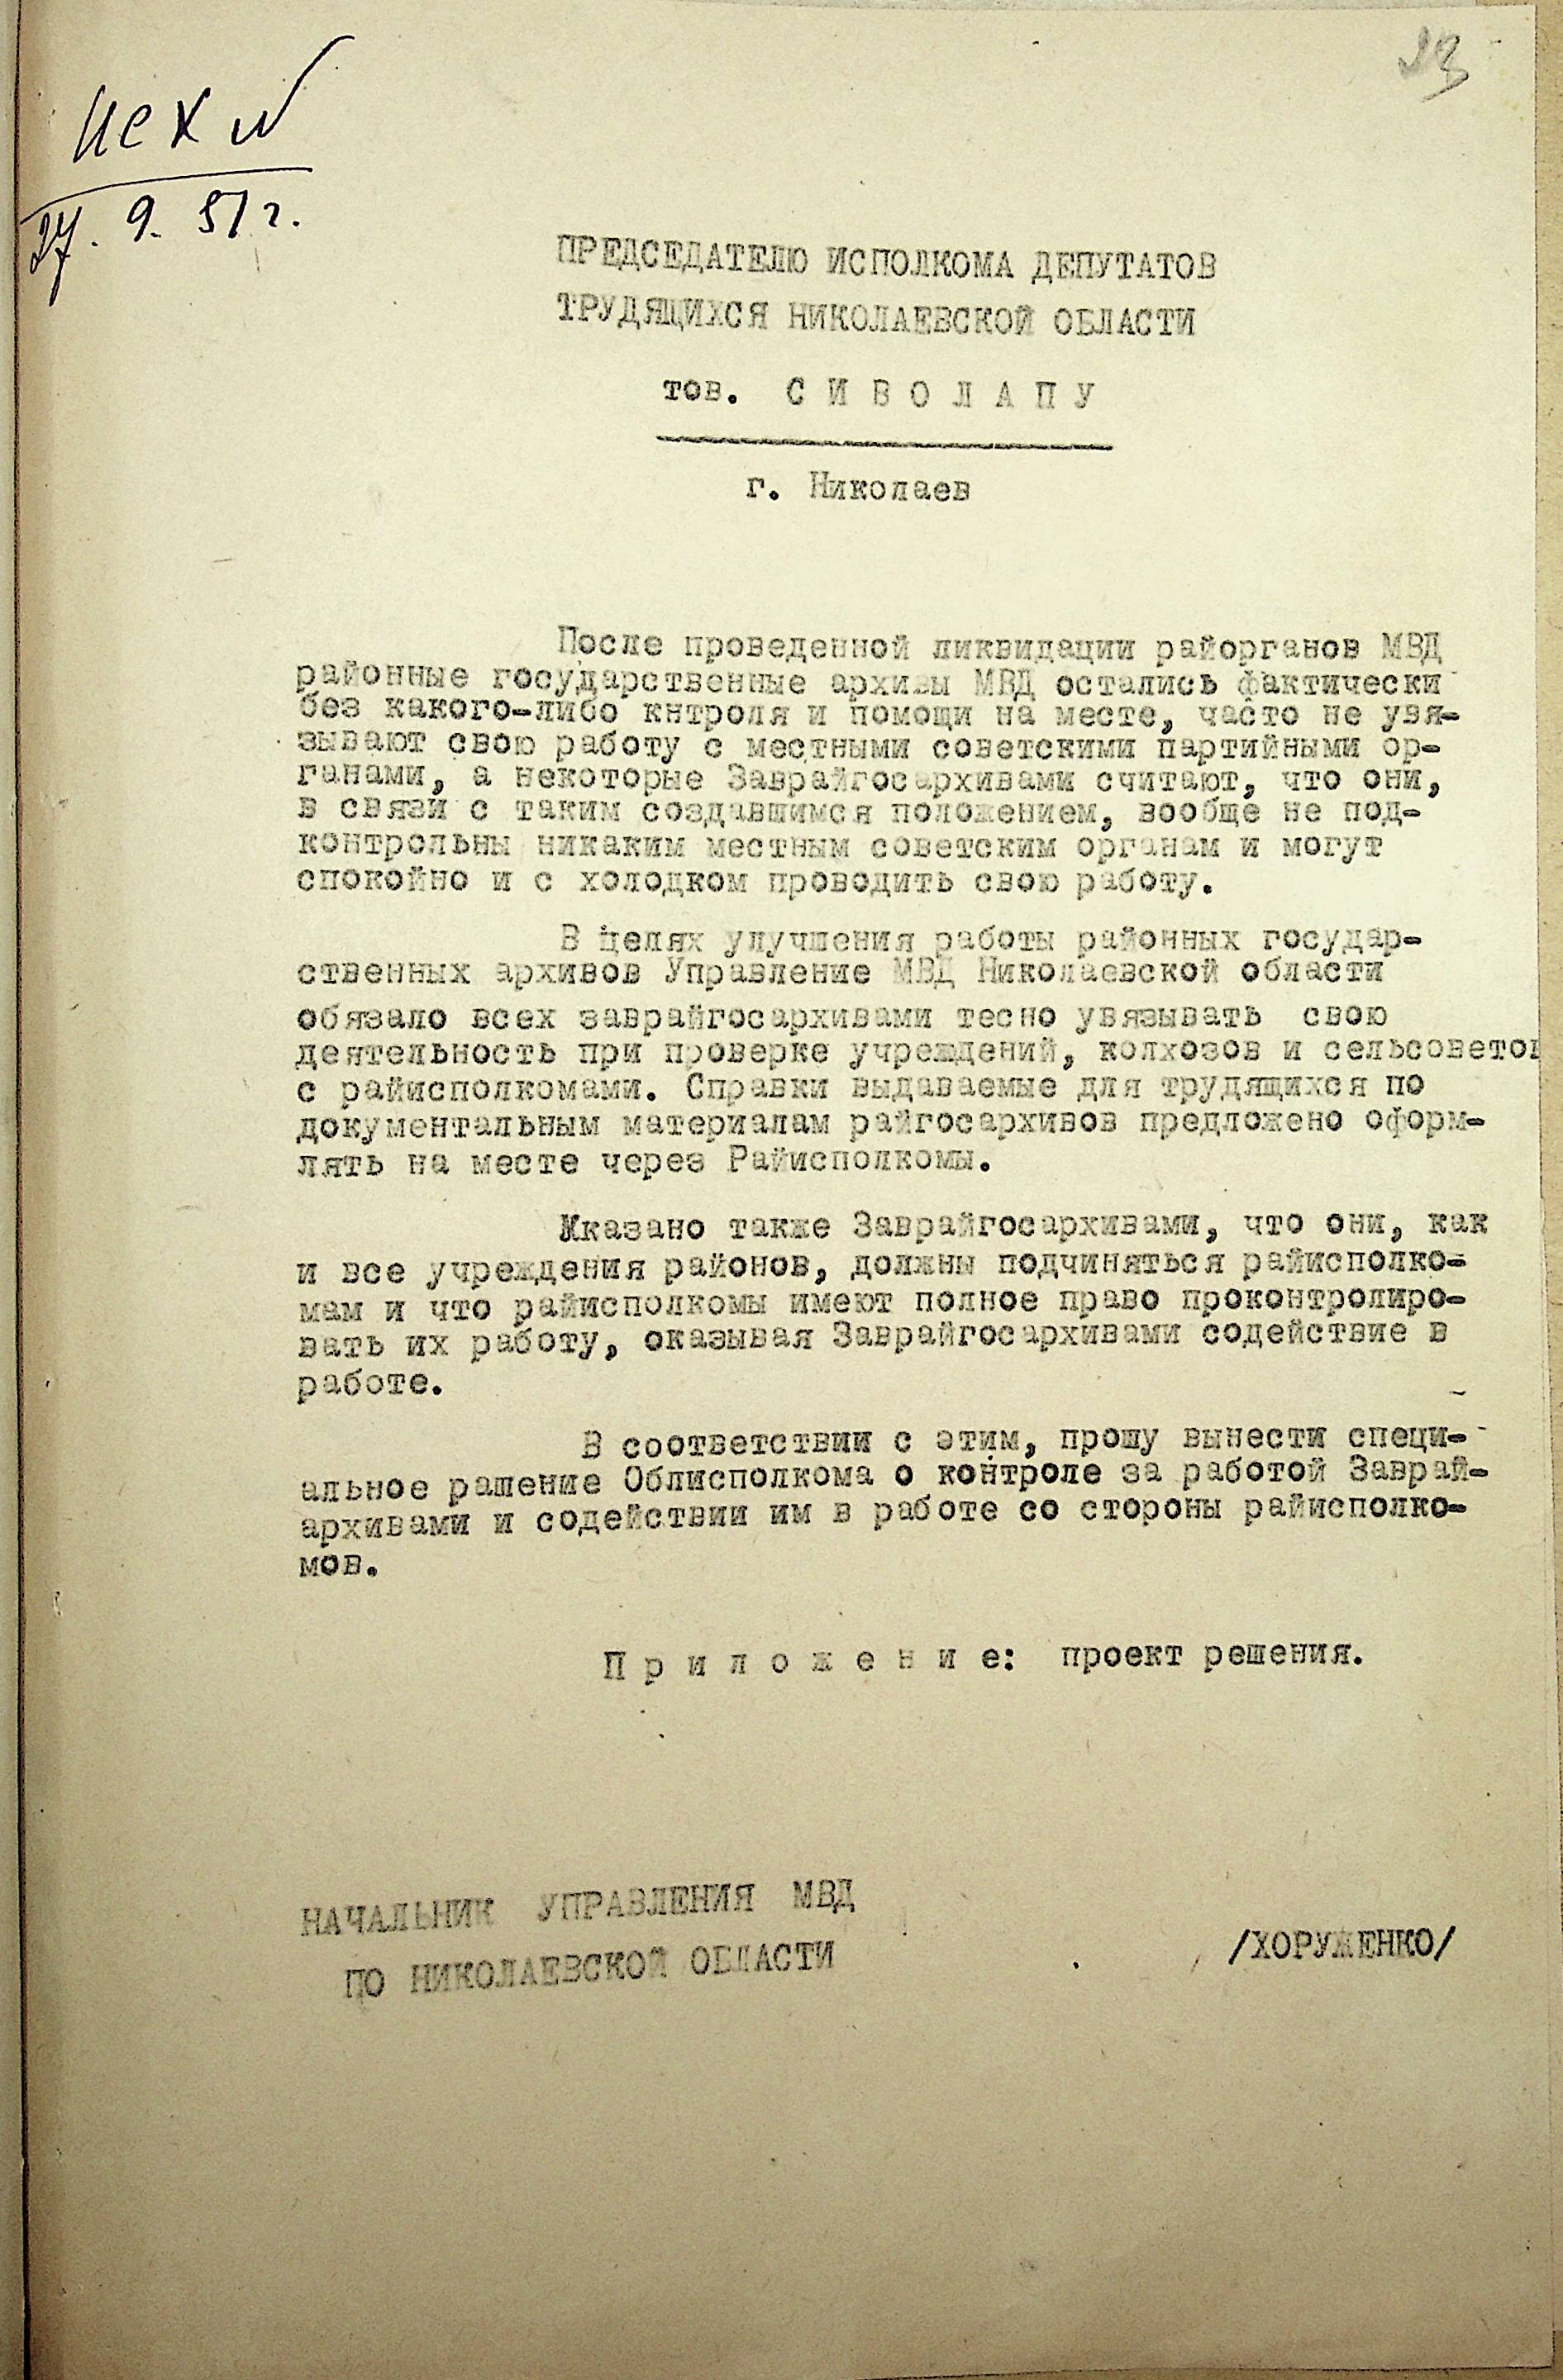 23
исх №
27. 9. 51 г.
ПРЕДСЕДАТЕЛЮ ИСПОЛКОМА ДЕПУТАТОВ
ТРУДЯЩИХСЯ НИКОЛАЕВСКОЙ ОБЛАСТИ
тов. С И В О Л А П У
г. Николаев
После проведенной ликвидации райорганов МВД
районные государственные архивы МВД остались фактически
без какого-либо кнтроля и помощи на месте, часто не увя-
зывают свою работу с местными советскими партийными ор-
ганами, а некоторые Заврайгосархивами считают, что они,
в связи с таким создавшимся положением, вообще не под-
контрольны никаким местным советским органам и могут
спокойно и с холодком проводить свою работу.
В целях улучшения работы районных государ-
ственных архивов Управление МВД Николаевской области
обязало всех заврайгосархивами тесно увязывать свою
деятельность при проверке учреждений, колхозов и сельсоветов
с райисполкомами. Справки выдаваемые для трудящихся по
документальным материалам райгосархивов предложено оформ-
лять на месте через Райисполкомы.
Указано также Заврайгосархивами, что они, как
и все учреждения районов, должны подчиняться райисполко-
мам и что райисполкомы имеют полное право проконтролиро-
вать их работу, оказывая Заврайгосархивами содействие в
работе.
В соответствии с этим, прошу вынести специ-
альное рашение Облисполкома о контроле за работой Заврай-
архивами и содействии им в работе со стороны райисполко-
мов.
П р и л о ж е н и е: проект решения.
НАЧАЛЬНИК УПРАВЛЕНИЯ МВД
ПО НИКОЛАЕВСКОЙ ОБЛАСТИ
/ХОРУЖЕНКО/